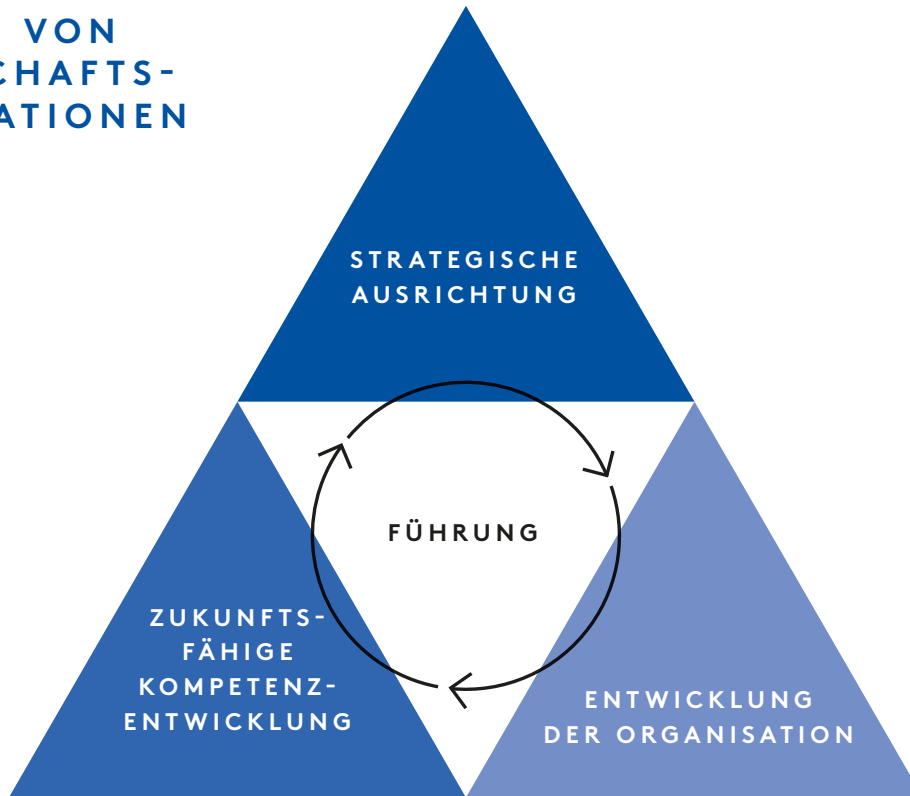 VON
CHAFTS-
ATIONEN
STRATEGISCHE
AUSRICHTUNG
FÜHRUNG
ZUKUNFTS-
FÄHIGE
KOMPETENZ-
ENTWICKLUNG
ENTWICKLUNG
DER ORGANISATION